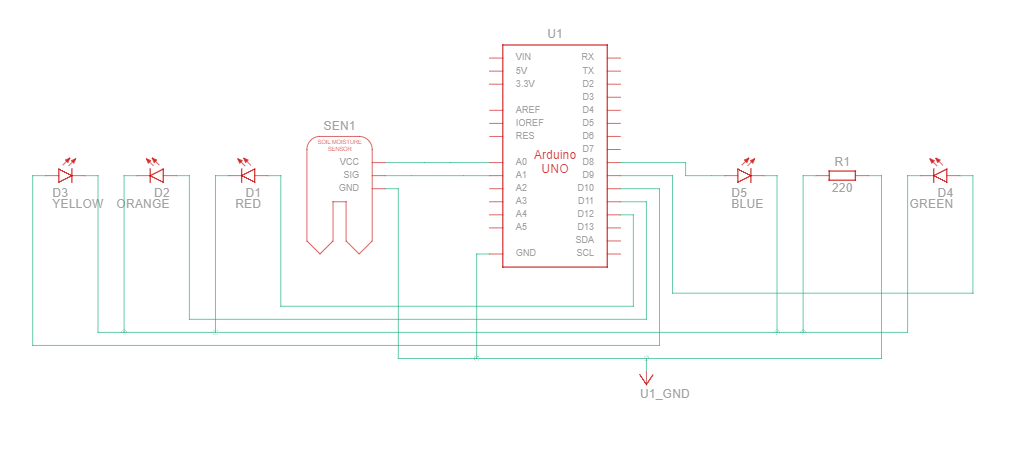 U1
VIN
5V
3.3V
AREF
IOREF
RES
A0
A1
A2
A3
A4
A5
GND
Arduino
UNO
RX
TX
D2
D3
D4
D5
D6
D7
D8
D9
D10
D11
D12
D13
SDA
SCL
SEN1
SOIL MOISTURE
SENSOR
VCC
SIG
GND
D3
YELLOW
D2
ORANGE
D1
RED
D5
BLUE
R1
220
D4
GREEN
U1_GND